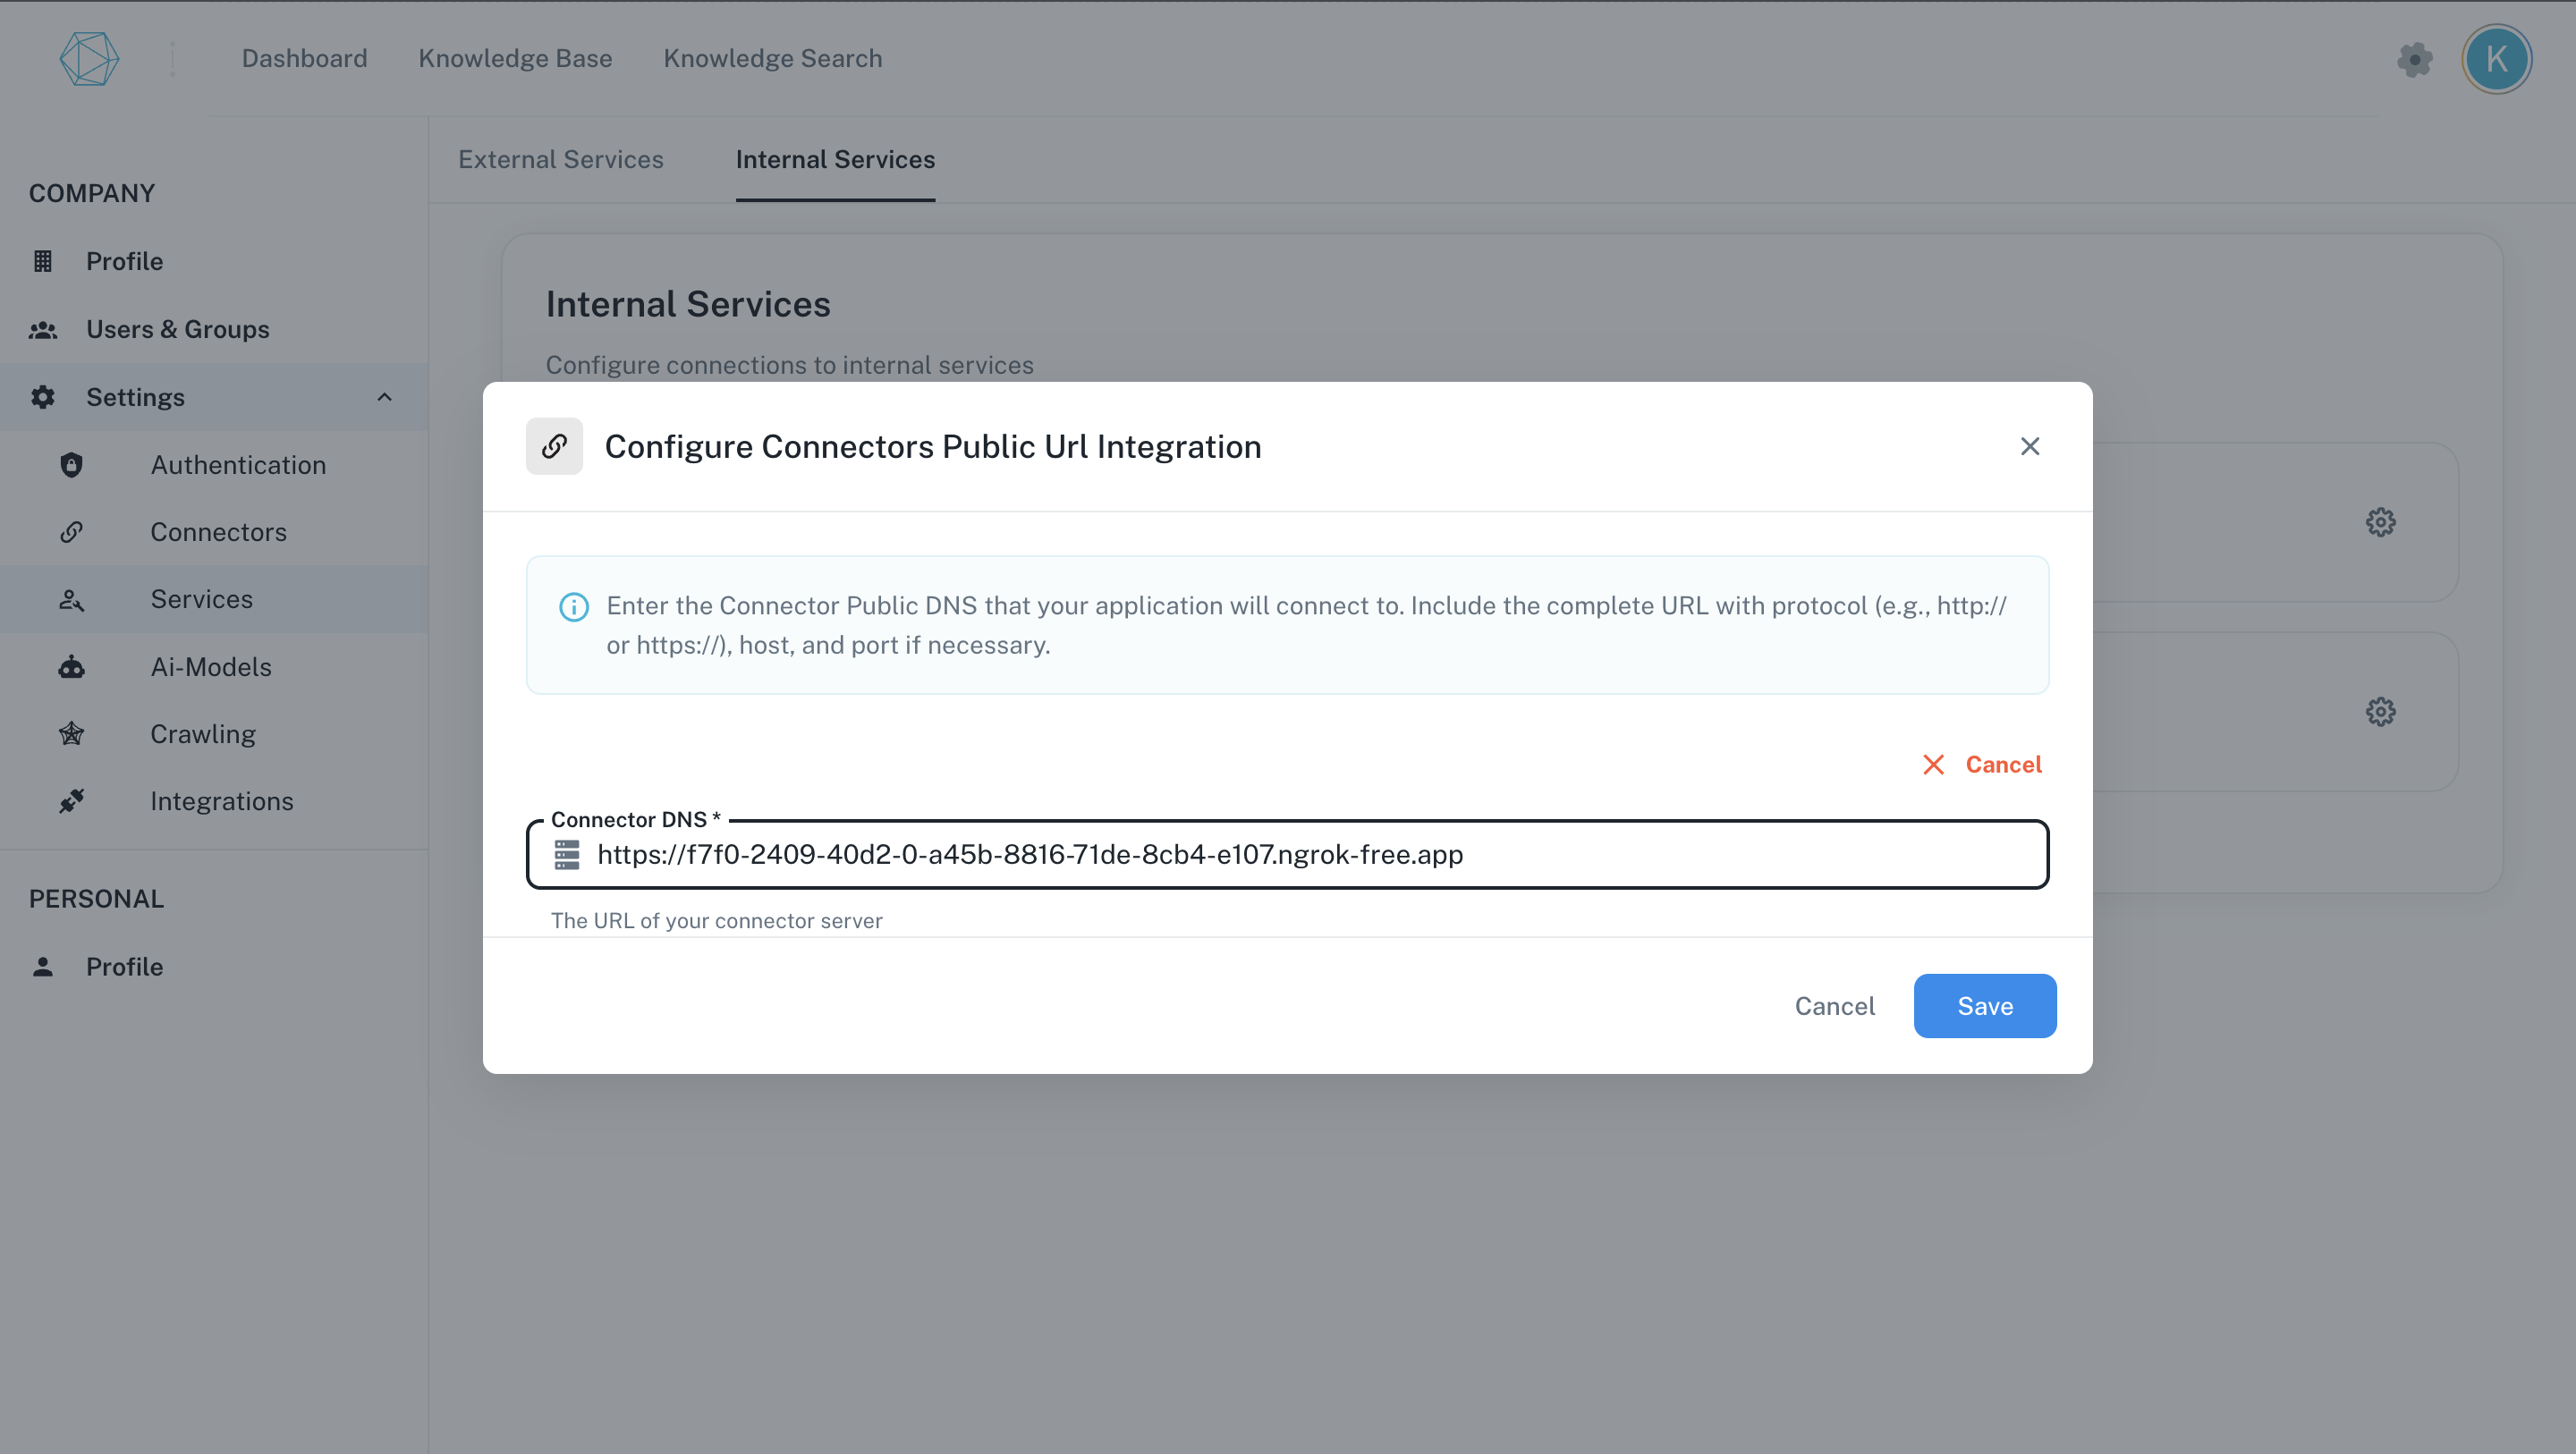 Dashboard
Knowledge Base
Knowledge Search
K
COMPANY
Profile
Users & Groups
Settings
Authentication
Connectors
Services
Ai-Models
Crawling
Integrations
PERSONAL
Profile
External Services
Internal Services
Internal Services
Configure connections to internal services
Configure Connectors Public Url Integration
Enter the Connector Public DNS that your application will connect to. Include the complete URL with protocol (e.g., http://
or https://), host, and port if necessary.
Cancel
Connector DNS *
https://f7f0-2409-40d2-0-a45b-8816-71de-8cb4-e107.ngrok-free.app
The URL of your connector server
Cancel
Save